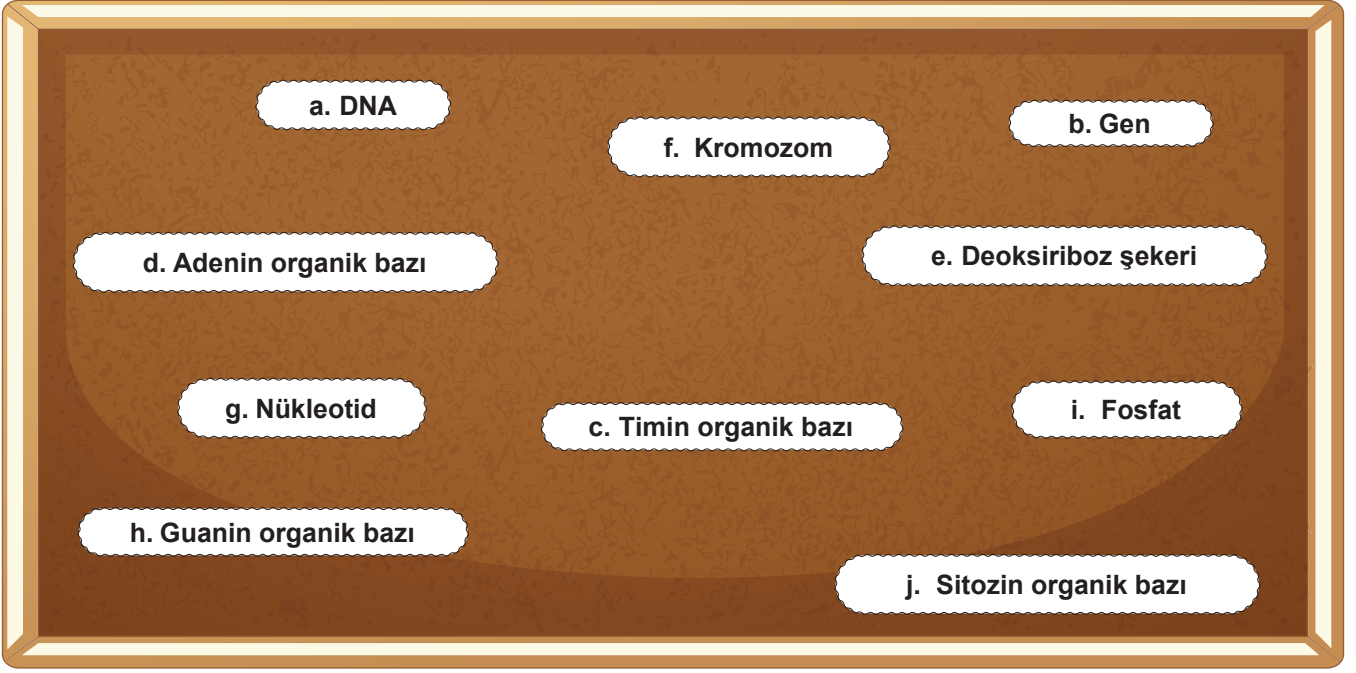 a. DNA
b. Gen
f. Kromozom
d. Adenin organik bazı
e. Deoksiriboz şekeri
g. Nükleotid
c. Timin organik bazı
i. Fosfat
h. Guanin organik bazı
j. Sitozin organik bazı